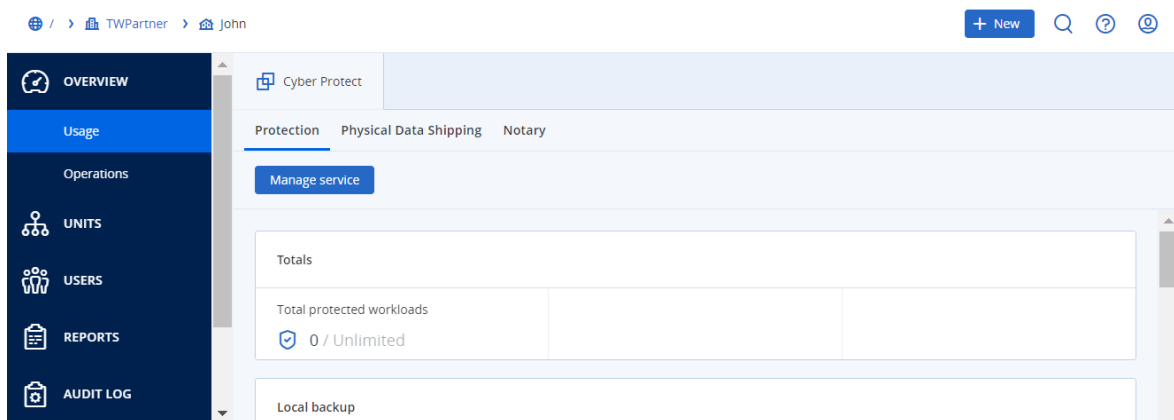 / > TWPartner > John
+ New
OVERVIEW
Usage
Operations
UNITS
USERS
REPORTS
AUDIT LOG
Cyber Protect
Protection Physical Data Shipping Notary
Manage service
Totals
Total protected workloads
0 / Unlimited
Local backup